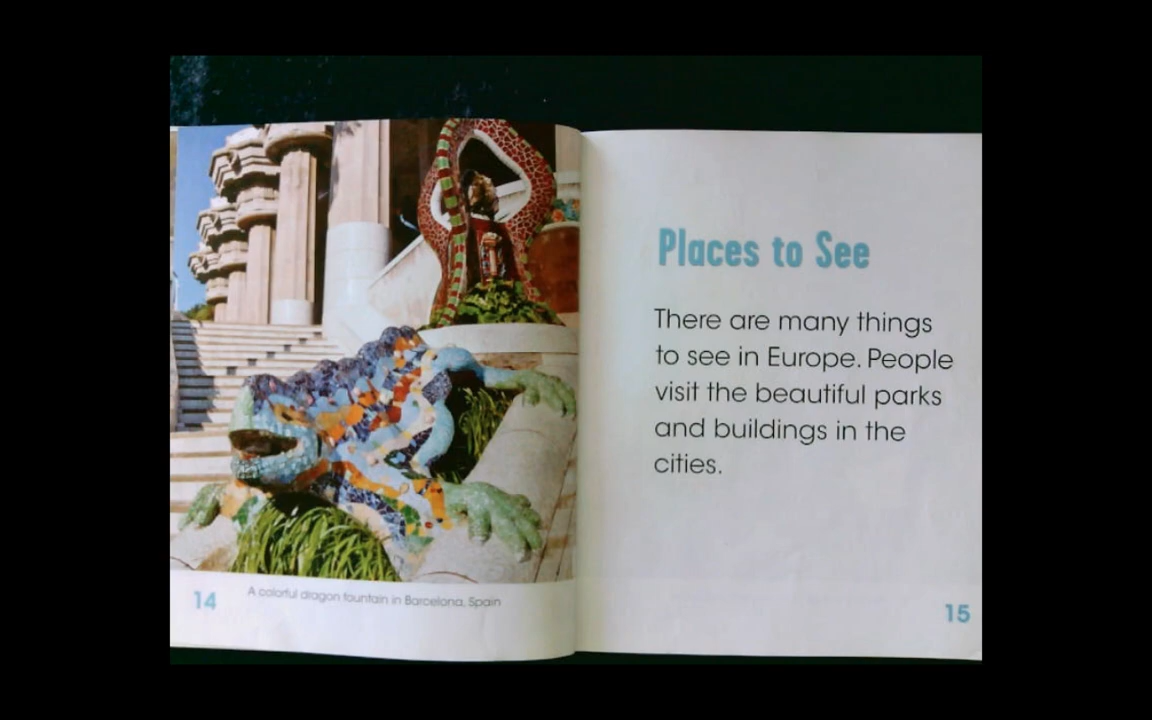 A colorful dragon fountain in Barcelona, Spain
14
Places to See
There are many things
to see in Europe. People
visit the beautiful parks
and buildings in the
cities.
15